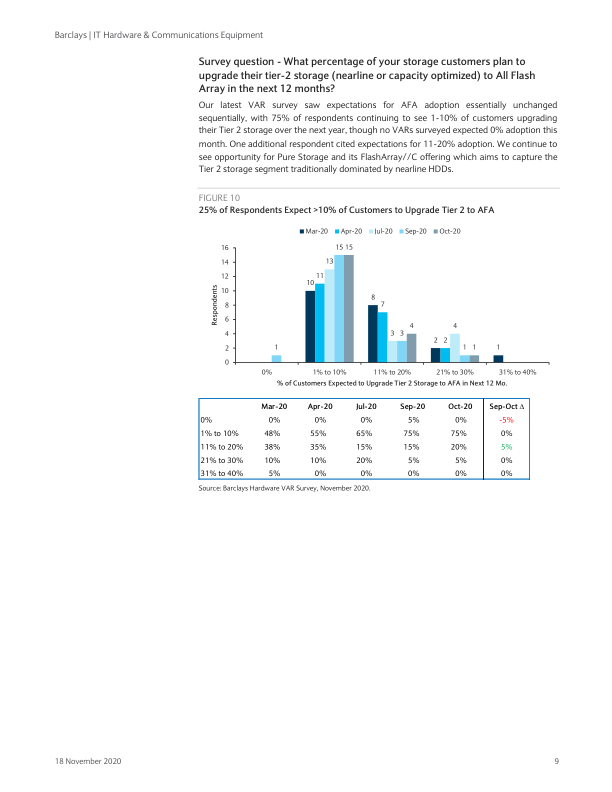 Barclays | IT Hardware & Communications Equipment
Survey question - What percentage of your storage customers plan to
upgrade their tier-2 storage (nearline or capacity optimized) to All Flash
Array in the next 12 months?
Our latest VAR survey saw expectations for AFA adoption essentially unchanged
sequentially, with 75% of respondents continuing to see 1-10% of customers upgrading
their Tier 2 storage over the next year, though no VARs surveyed expected 0% adoption this
month. One additional respondent cited expectations for 11-20% adoption. We continue to
see opportunity for Pure Storage and its FlashArray//C offering which aims to capture the
Tier 2 storage segment traditionally dominated by nearline HDDs.
FIGURE 10
25% of Respondents Expect >10% of Customers to Upgrade Tier 2 to AFA
Mar-20 Apr-20 Jul-20 Sep-20 Oct-20
Respondents
16
14
12
10
8
6
4
2
0
1
10 11 13 15 15
8 7 3 3 4
2 2 4 1 1
1
0% 1% to 10% 11% to 20% 21% to 30% 31% to 40%
% of Customers Expected to Upgrade Tier 2 Storage to AFA in Next 12 Mo.
Mar-20 Apr-20 Jul-20 Sep-20 Oct-20 Sep-Oct Δ
0% 0% 0% 0% 5% 0% -5%
1% to 10% 48% 55% 65% 75% 75% 0%
11% to 20% 38% 35% 15% 15% 20% 5%
21% to 30% 10% 10% 20% 5% 5% 0%
31% to 40% 5% 0% 0% 0% 0% 0%
Source: Barclays Hardware VAR Survey, November 2020.
18 November 2020 9